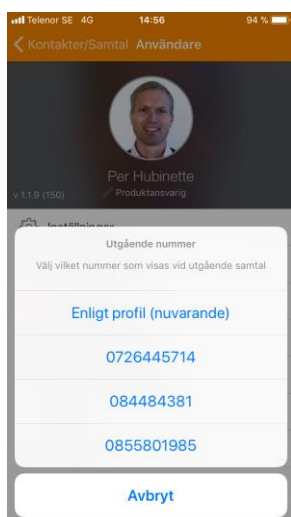 Telenor SE 4G 14:56 94 %
Kontakter/Samtal Användare
Per Hubinette
v 1.1.9 (150) Produktansvarig
Inställningar
Utgående nummer
Välj vilket nummer som visas vid utgående samtal
Enligt profil (nuvarande)
0726445714
084484381
0855801985
Avbryt